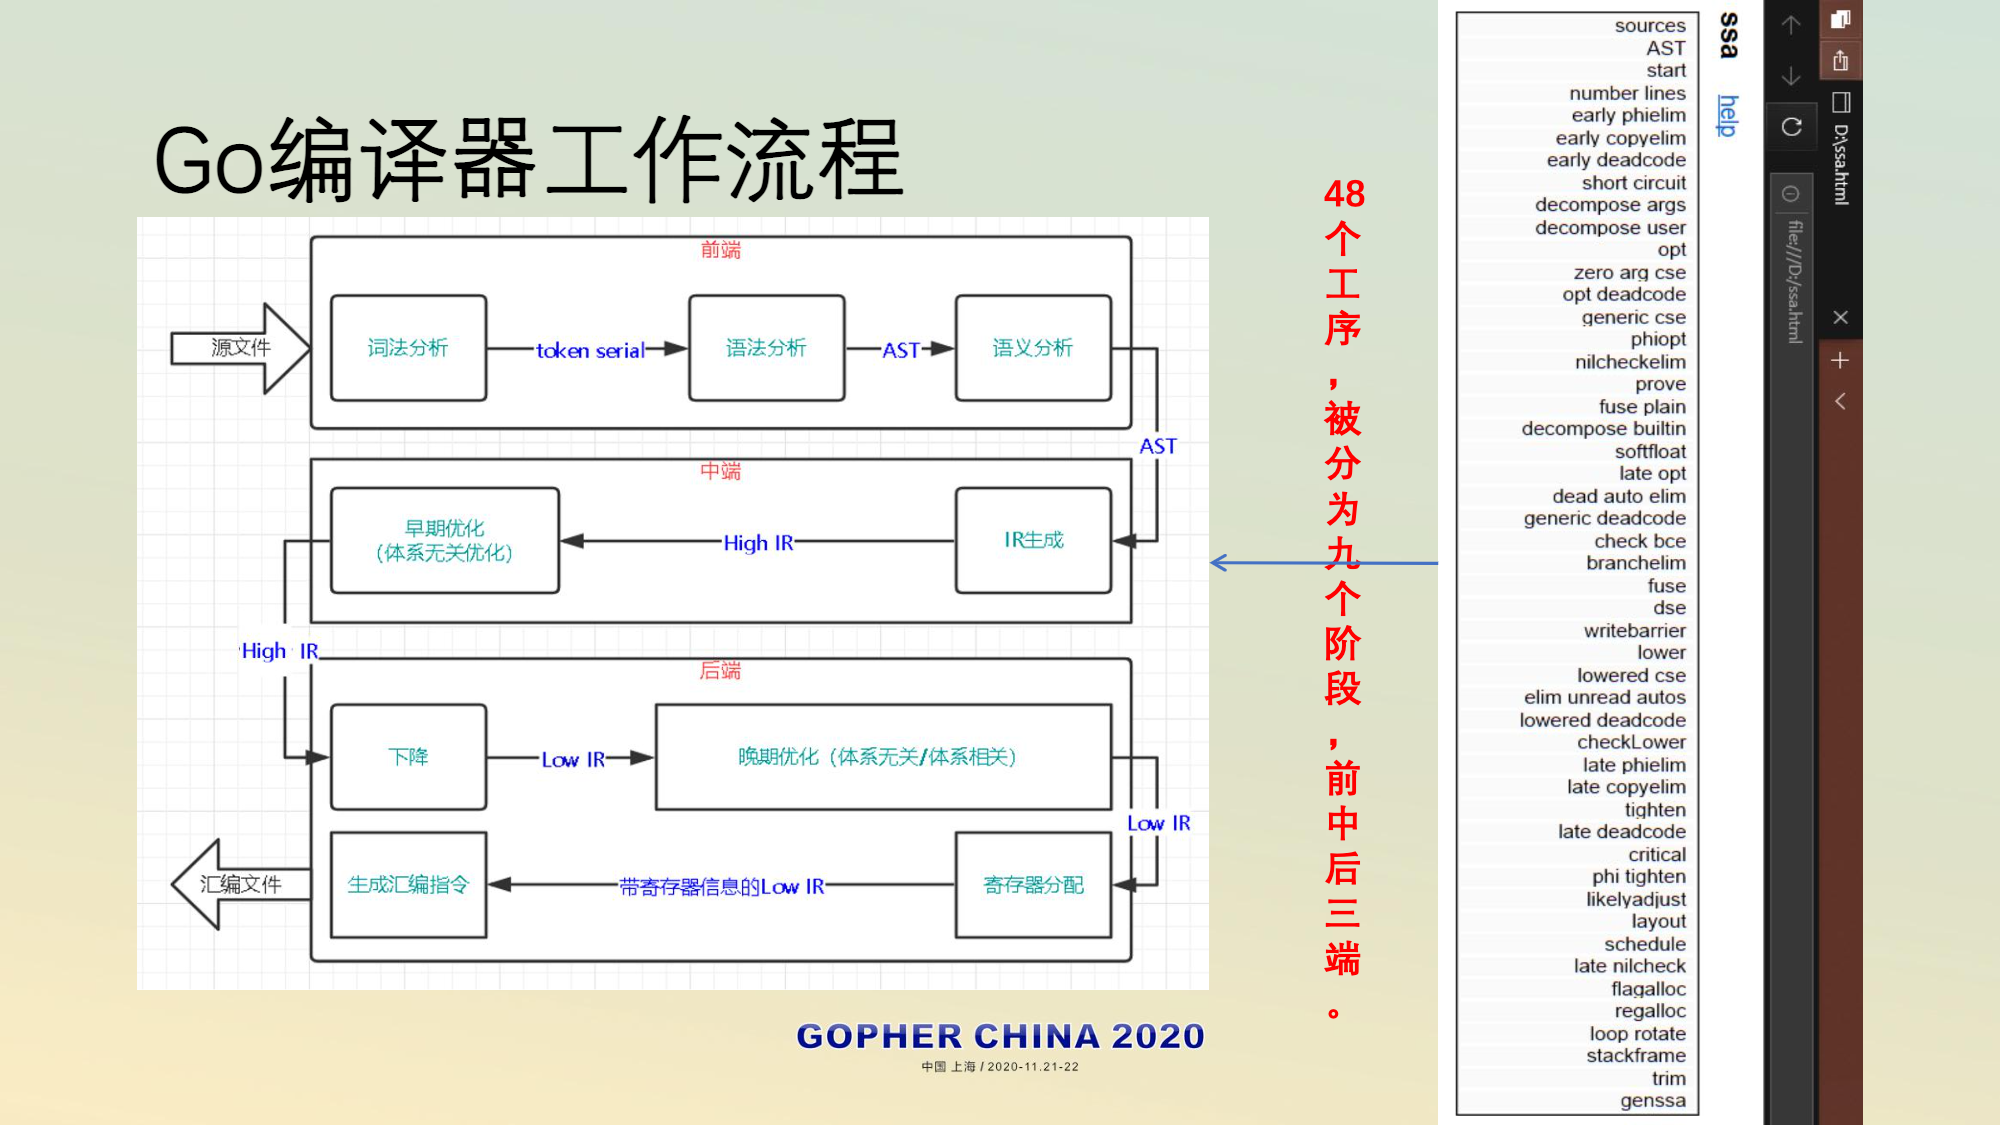 Go编译器工作流程
前端
源文件
词法分析
token serial
语法分析
AST
语义分析
AST
中端
早期优化
(体系无关优化)
High IR
IR生成
High IR
后端
下降
Low IR
晚期优化（体系无关/体系相关）
Low IR
汇编文件
生成汇编指令
带寄存器信息的Low IR
寄存器分配
48个工序，被分为九个阶段，前中后三端。
GOPHER CHINA 2020
中国 上海 / 2020-11.21-22
sources
AST
start
number lines
early phielim
early copyelim
early deadcode
short circuit
decompose args
decompose user
opt
zero arg cse
opt deadcode
generic cse
phiopt
nilcheckelim
prove
fuse plain
decompose builtin
softfloat
late opt
dead auto elim
generic deadcode
check bce
branchelim
fuse
dse
writebarrier
lower
lowered cse
elim unread autos
lowered deadcode
checkLower
late phielim
late copyelim
tighten
late deadcode
critical
phi tighten
likelyadjust
layout
schedule
late nilcheck
flagalloc
regalloc
loop rotate
stackframe
trim
genssa
ssa help
file:///D:/ssa.html
D:\ssa.html